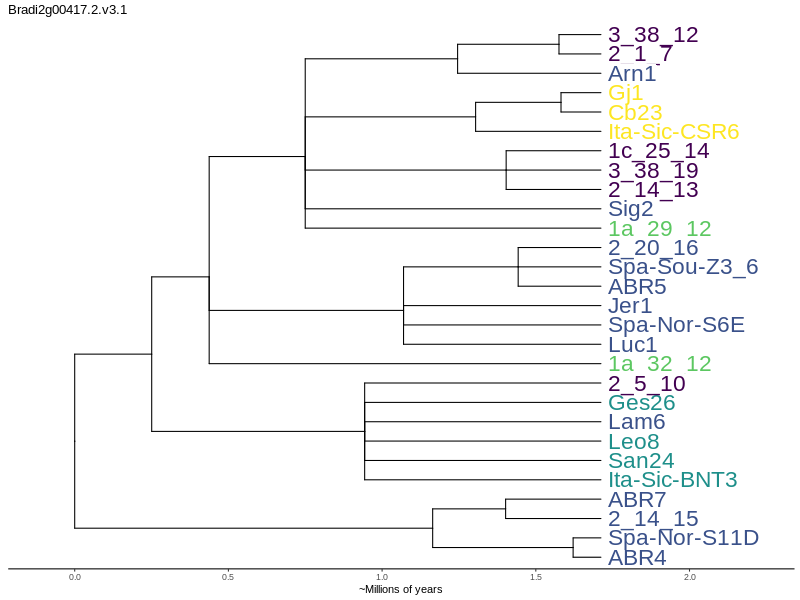 Bradi2g00417.2.v3.1
3_38_12
2_1_7
Arn1
Gj1
Cb23
Ita-Sic-CSR6
1c_25_14
3_38_19
2_14_13
Sig2
1a_29_12
2_20_16
Spa-Sou-Z3_6
ABR5
Jer1
Spa-Nor-S6E
Luc1
1a_32_12
2_5_10
Ges26
Lam6
Leo8
San24
Ita-Sic-BNT3
ABR7
2_14_15
Spa-Nor-S11D
ABR4
0.0 0.5 1.0 1.5 2.0
~Millions of years